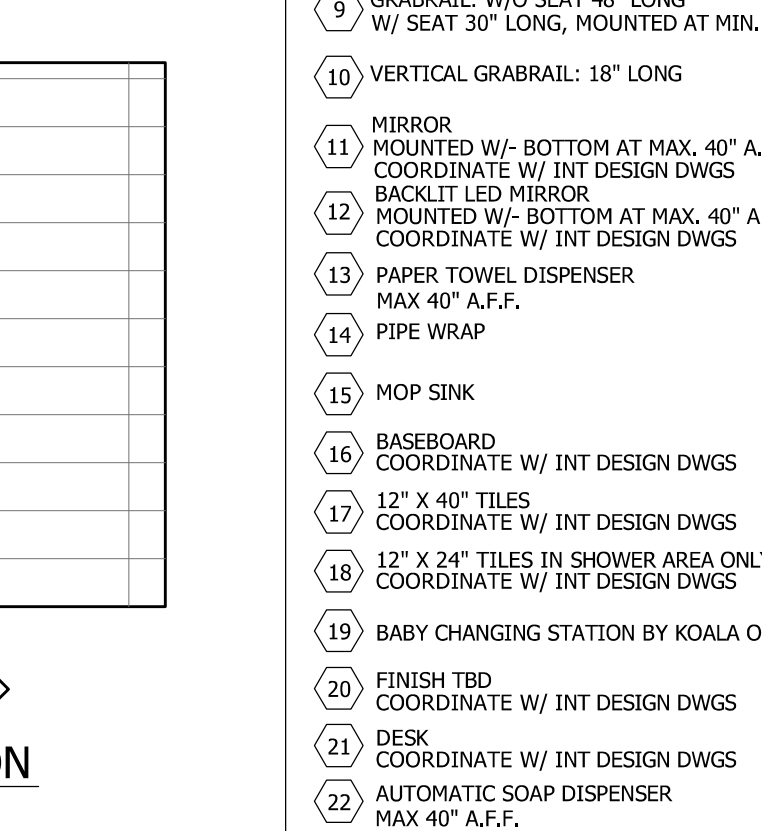 9 GRABRAIL: W/O SEAT 48" LONG
W/ SEAT 30" LONG, MOUNTED AT MIN.
10 VERTICAL GRABRAIL: 18" LONG
11 MIRROR
MOUNTED W/- BOTTOM AT MAX. 40" A.
COORDINATE W/ INT DESIGN DWGS
12 BACKLIT LED MIRROR
MOUNTED W/- BOTTOM AT MAX. 40" A
COORDINATE W/ INT DESIGN DWGS
13 PAPER TOWEL DISPENSER
MAX 40" A.F.F.
14 PIPE WRAP
15 MOP SINK
16 BASEBOARD
COORDINATE W/ INT DESIGN DWGS
17 12" X 40" TILES
COORDINATE W/ INT DESIGN DWGS
18 12" X 24" TILES IN SHOWER AREA ONLY
COORDINATE W/ INT DESIGN DWGS
19 BABY CHANGING STATION BY KOALA O
20 FINISH TBD
COORDINATE W/ INT DESIGN DWGS
21 DESK
COORDINATE W/ INT DESIGN DWGS
22 AUTOMATIC SOAP DISPENSER
MAX 40" A.F.F.
ON